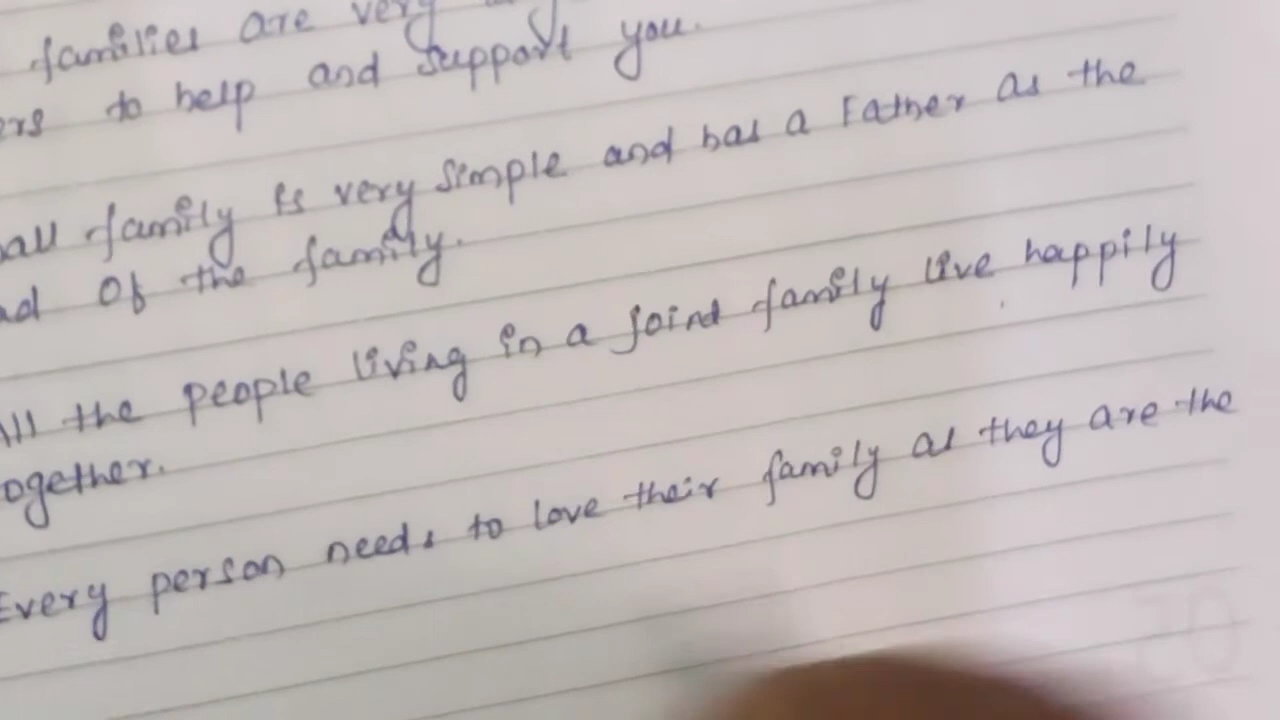 families are very
to help and support you.
family is very simple and has a Father as the
of the family.
the people living in a joint family live happily
ogether.
Every person needs to love their family as they are the